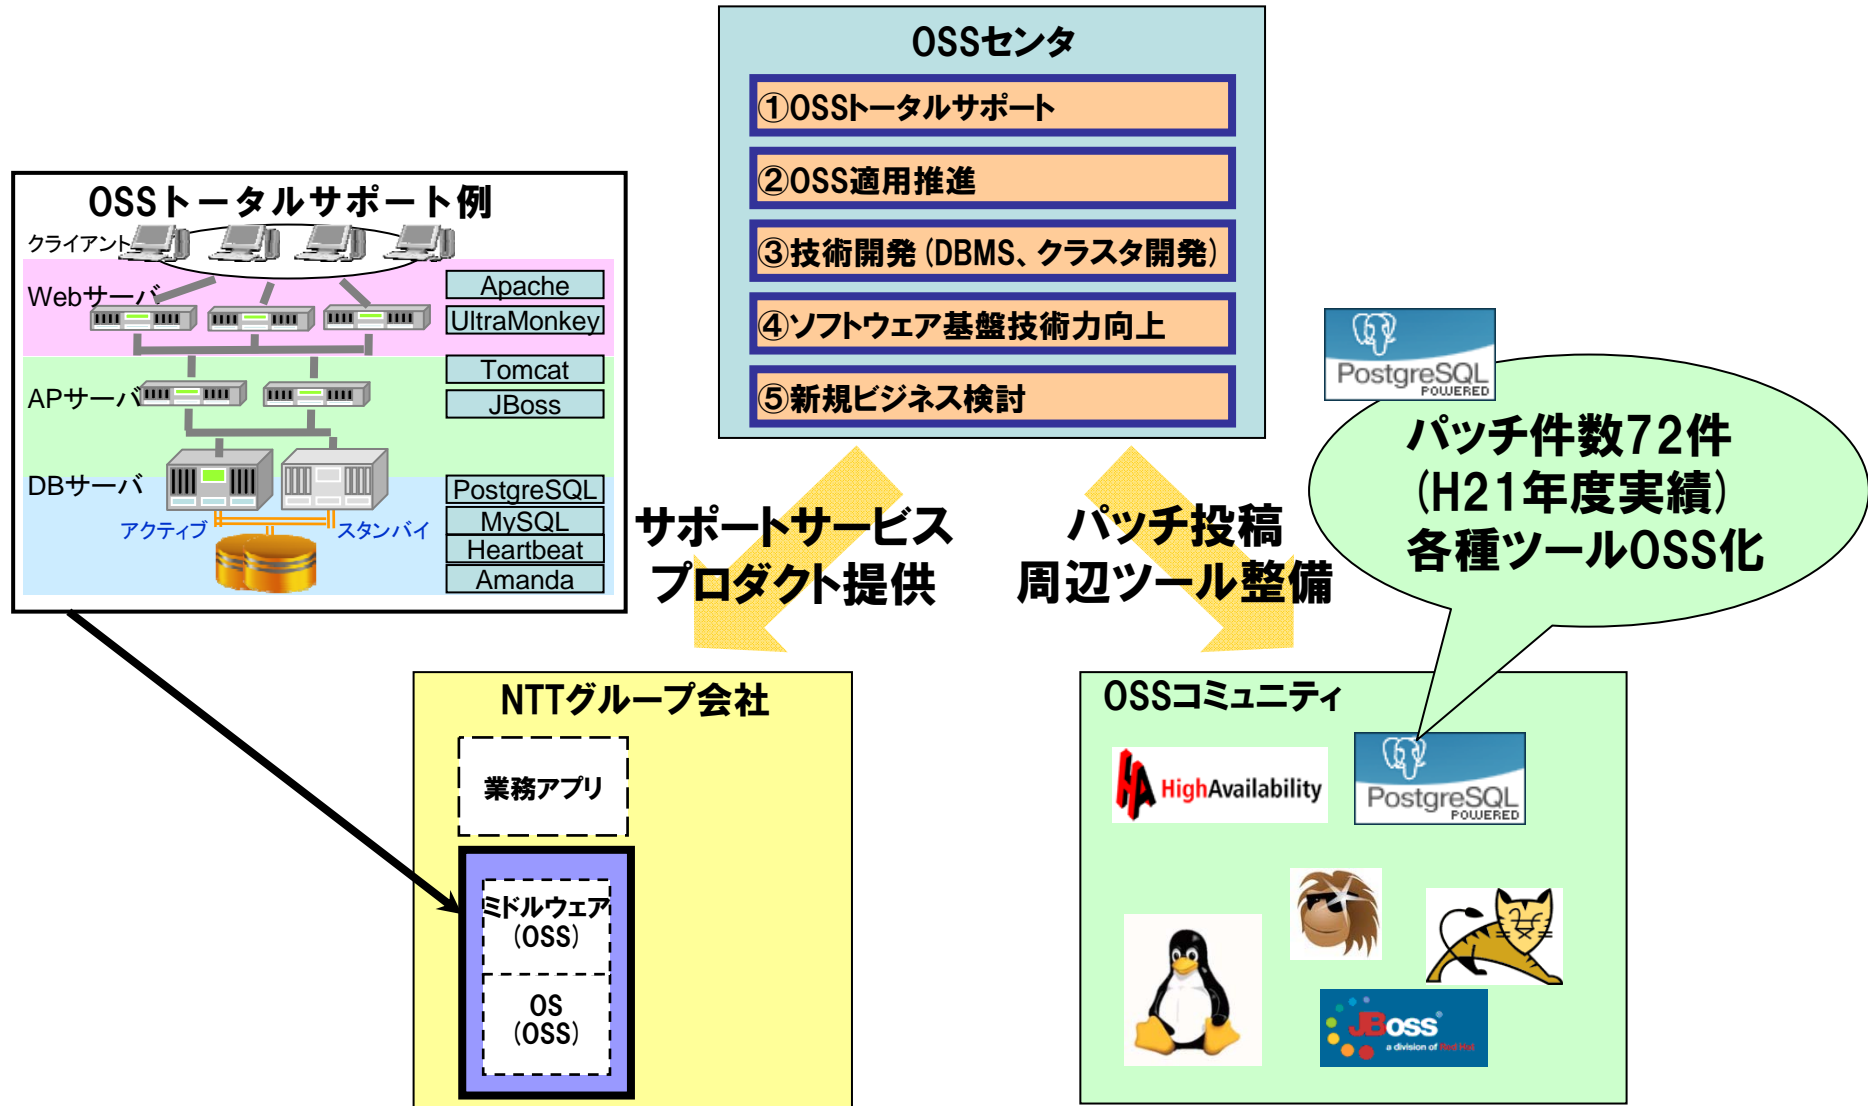 OSSセンタ
①OSSトータルサポート
②OSS適用推進
③技術開発(DBMS、クラスタ開発)
④ソフトウェア基盤技術力向上
⑤新規ビジネス検討
OSSトータルサポート例
クライアント
Webサーバ
Apache
UltraMonkey
APサーバ
Tomcat
JBoss
DBサーバ
PostgreSQL
MySQL
Heartbeat
Amanda
アクティブ
スタンバイ
サポートサービス
プロダクト提供
パッチ投稿
周辺ツール整備
PostgreSQL
POWERED
パッチ件数72件
(H21年度実績)
各種ツールOSS化
NTTグループ会社
業務アプリ
ミドルウェア
(OSS)
OS
(OSS)
OSSコミュニティ
HA HighAvailability
PostgreSQL
POWERED
JBoss
a division of Red Hat